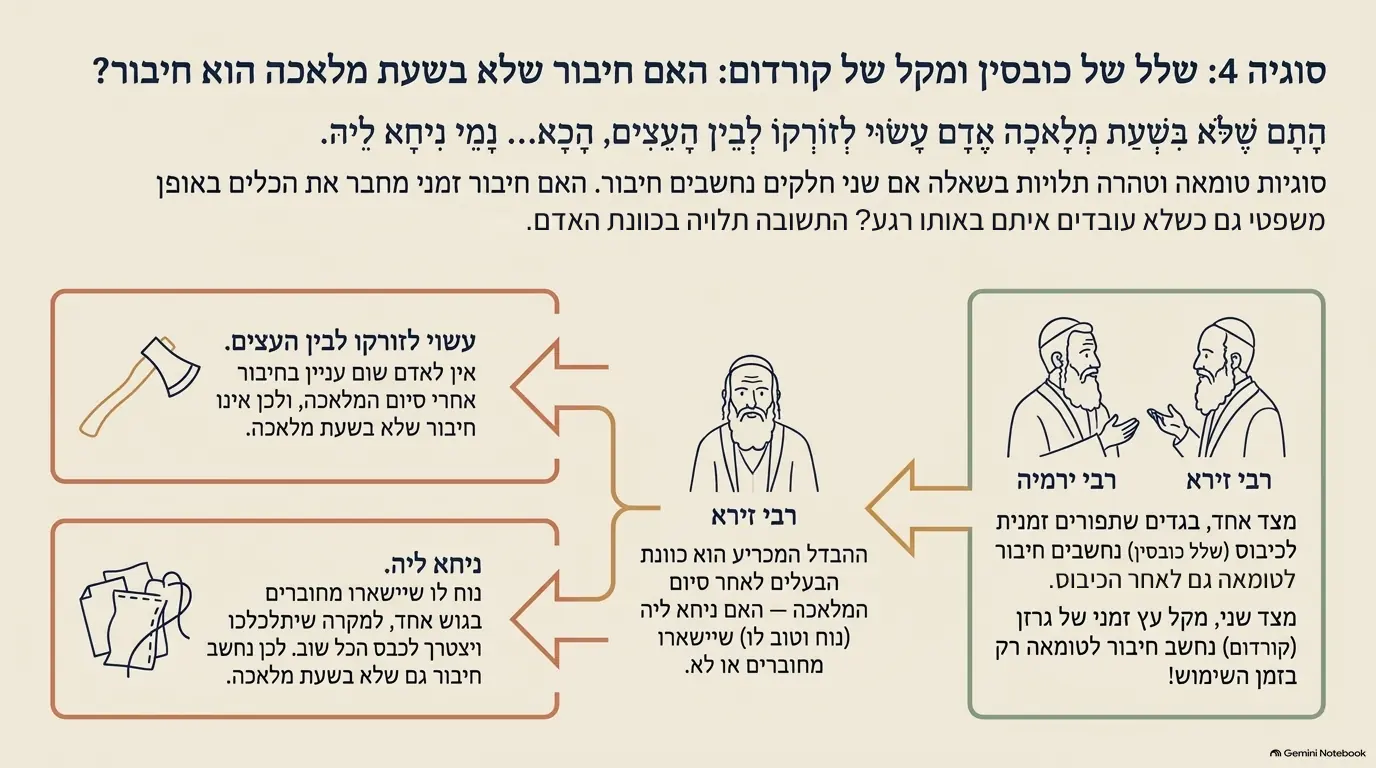 סוגיה 4: שלל של כובסין ומקל של קורדום: האם חיבור שלא בשעת מלאכה הוא חיבור?
הָתָם שֶׁלֹּא בִּשְׁעַת מְלָאכָה אָדָם עָשׂוּי לְזוֹרְקוֹ לְבֵין הָעֵצִים, הָכָא... נָמֵי נִיחָא לֵיהּ.
סוגיות טומאה וטהרה תלויות בשאלה אם שני חלקים נחשבים חיבור. האם חיבור זמני מחבר את הכלים באופן
משפטי גם כשלא עובדים איתם באותו רגע? התשובה תלויה בכוונת האדם.
רבי זירא
רבי ירמיה
מצד אחד, בגדים שתפורים זמנית
לכיבוס (שלל כובסין) נחשבים חיבור
לטומאה גם לאחר הכיבוס.
מצד שני, מקל עץ זמני של גרזן
(קורדום) נחשב חיבור לטומאה רק
בזמן השימוש!
רבי זירא
ההבדל המכריע הוא כוונת
הבעלים לאחר סיום
המלאכה – האם ניחא ליה
(נוח וטוב לו) שיישארו
מחוברים או לא.
עשוי לזורקו לבין העצים.
אין לאדם שום עניין בחיבור
אחרי סיום המלאכה, ולכן אינו
חיבור שלא בשעת מלאכה.
ניחא ליה.
נוח לו שיישארו מחוברים
בגוש אחד, למקרה שיתלכלכו
ויצטרך לכבס הכל שוב. לכן נחשב
חיבור גם שלא בשעת מלאכה.
Gemini Notebook